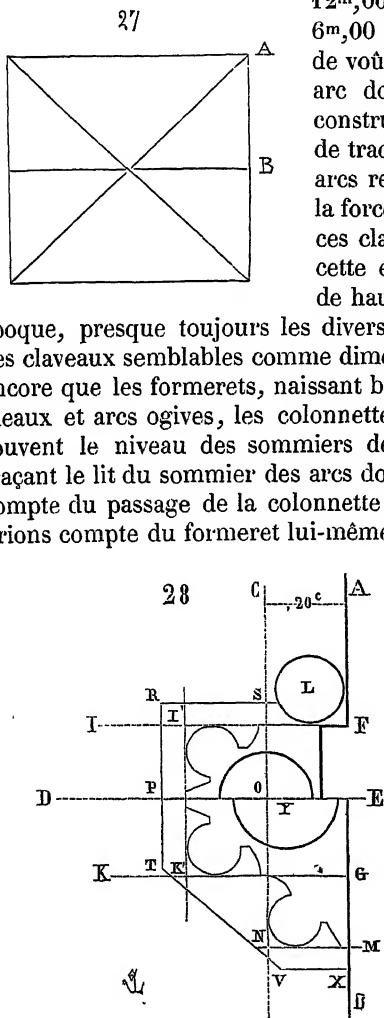 27
12m,00
6m,00
A
de voû
arc do
constru
de trac
B
arcs re
la force
ces cla
cette é
de hau
poque, presque toujours les divers
es claveaux semblables comme dime
ncore que les formerets, naissant b
leaux et arcs ogives, les colonnette
ouvent le niveau des sommiers de
açant le lit du sommier des arcs do
ompte du passage de la colonnette
rions compte du formeret lui-même
28
C
20c
A
R
S
L
I
I
F
D
P
O
Y
E
T
K
K
G
N
M
V
X